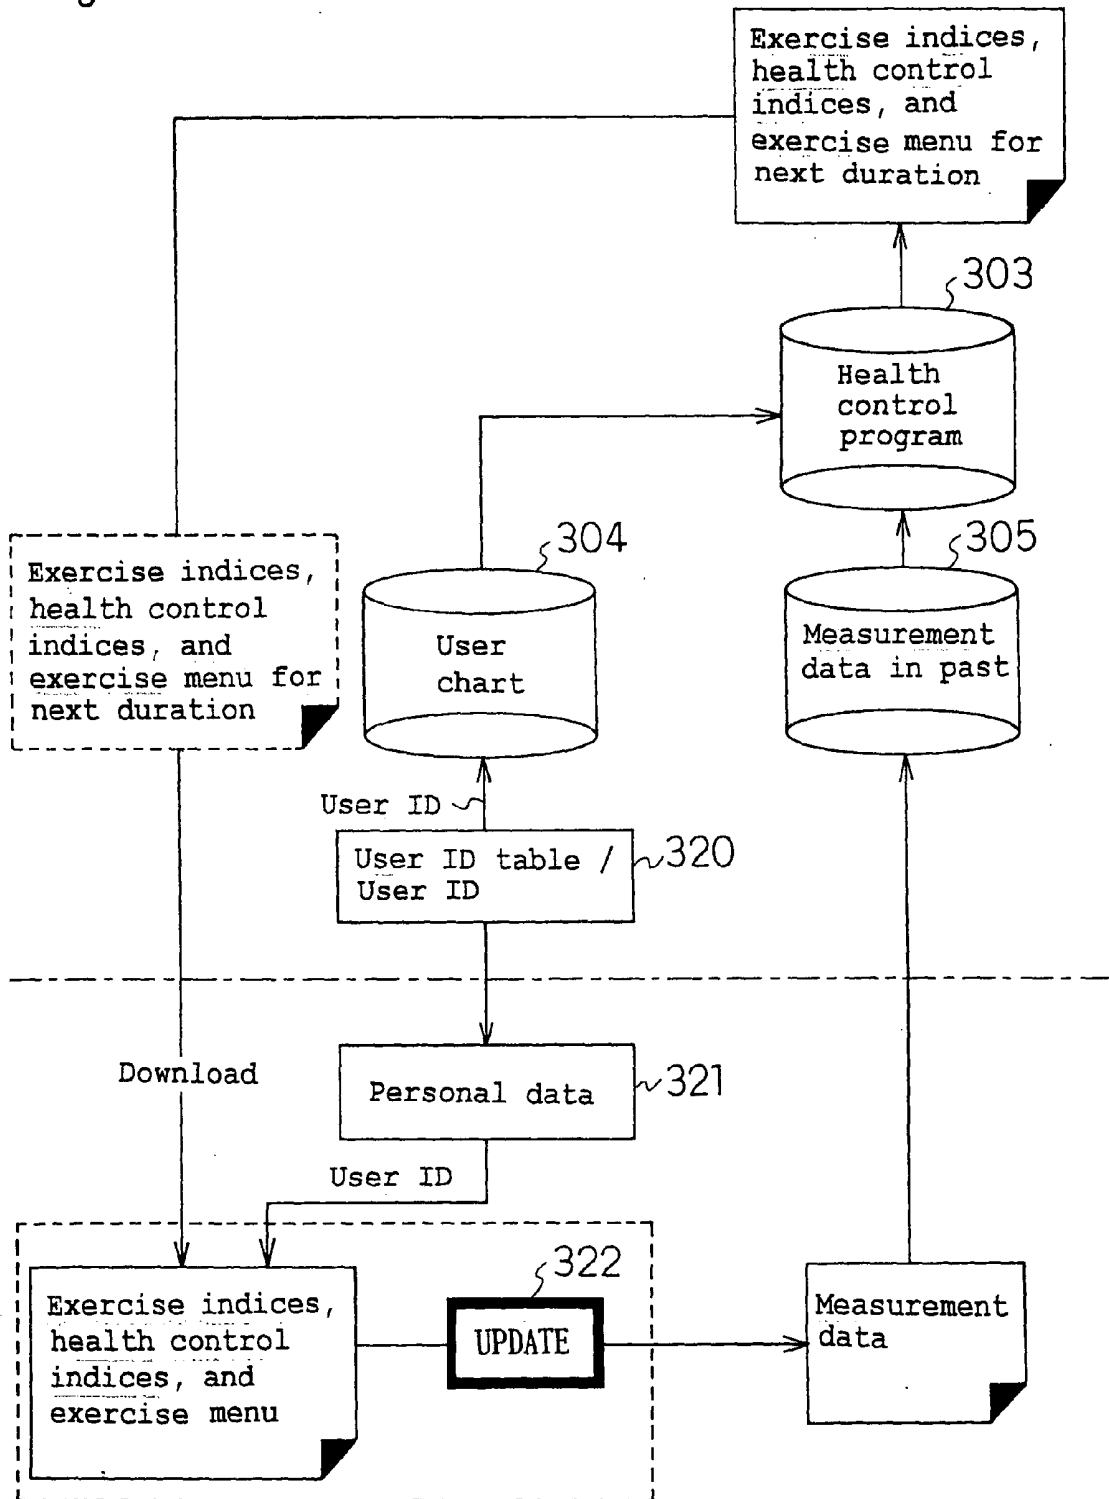 Exercise indices,
health control
indices, and
exercise menu for
next duration
303
Health
control
program
304
305
Exercise indices,
health control
indices, and
exercise menu for
next duration
User
chart
Measurement
data in past
User ID
User ID table /
User ID
320
Download
Personal data
321
User ID
322
Exercise indices,
health control
indices, and
exercise menu
UPDATE
Measurement
data